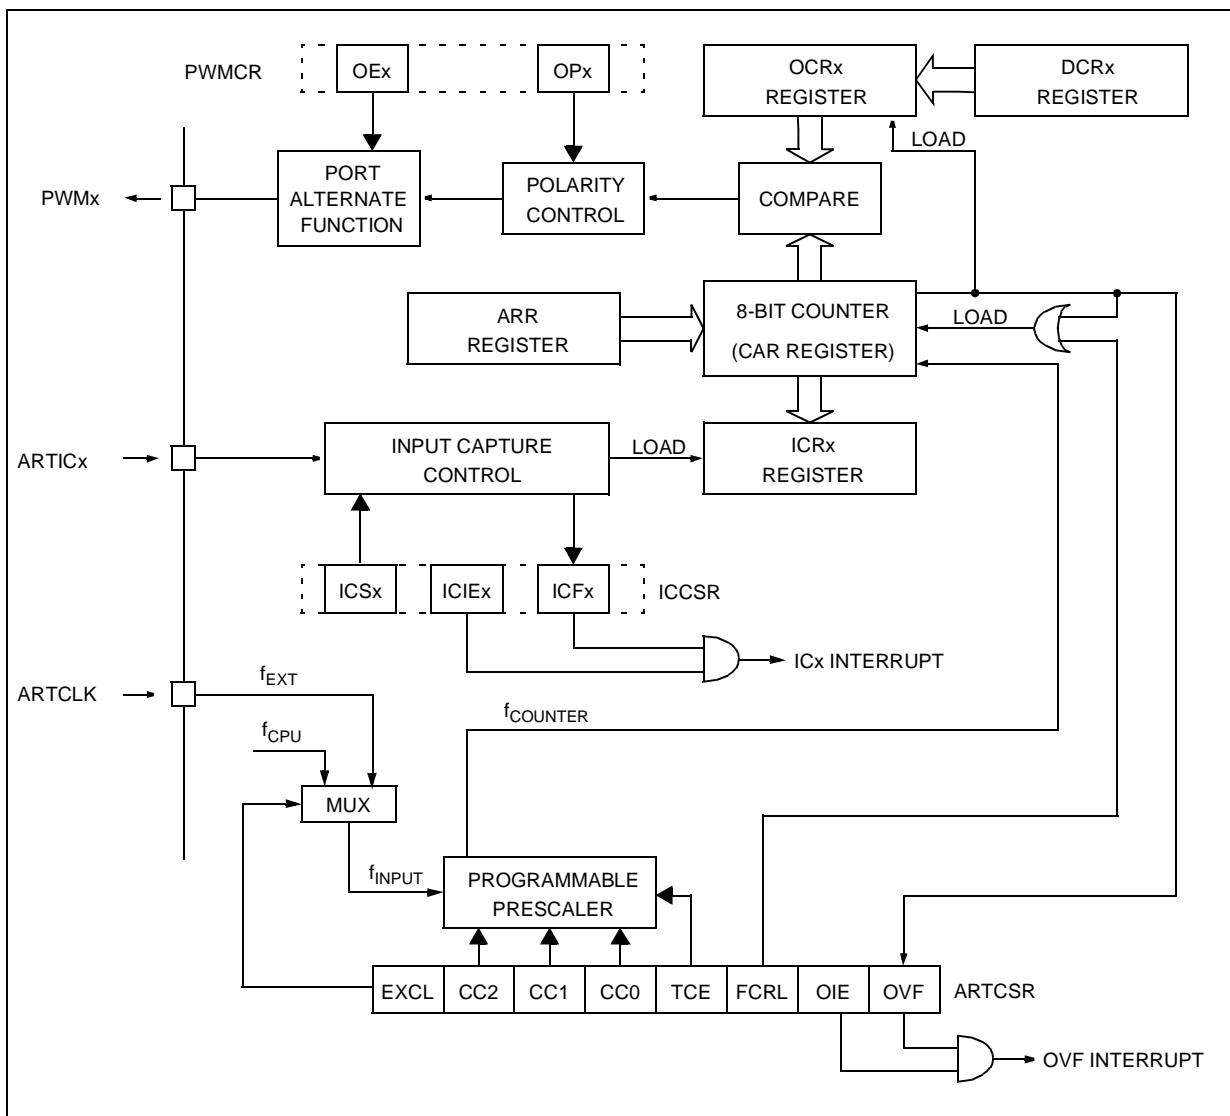 PWMCR
OEx
OPx
OCRx
REGISTER
DCRx
REGISTER
LOAD
PWMx
PORT
ALTERNATE
FUNCTION
POLARITY
CONTROL
COMPARE
ARR
REGISTER
8-BIT COUNTER
(CAR REGISTER)
LOAD
ARTICx
INPUT CAPTURE
CONTROL
LOAD
ICRx
REGISTER
ICSx
ICIEx
ICFx
ICCSR
ICx INTERRUPT
ARTCLK
fEXT
fCPU
fCOUNTER
MUX
fINPUT
PROGRAMMABLE
PRESCALER
EXCL
CC2
CC1
CC0
TCE
FCRL
OIE
OVF
ARTCSR
OVF INTERRUPT